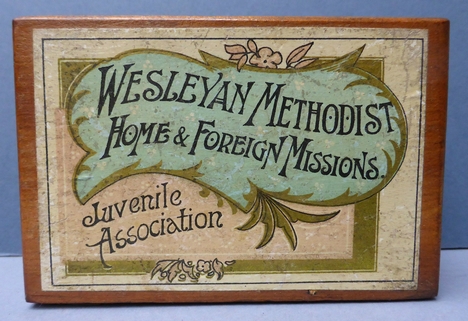 Wesleyan Methodist
Home & Foreign Missions.
Juvenile
Association